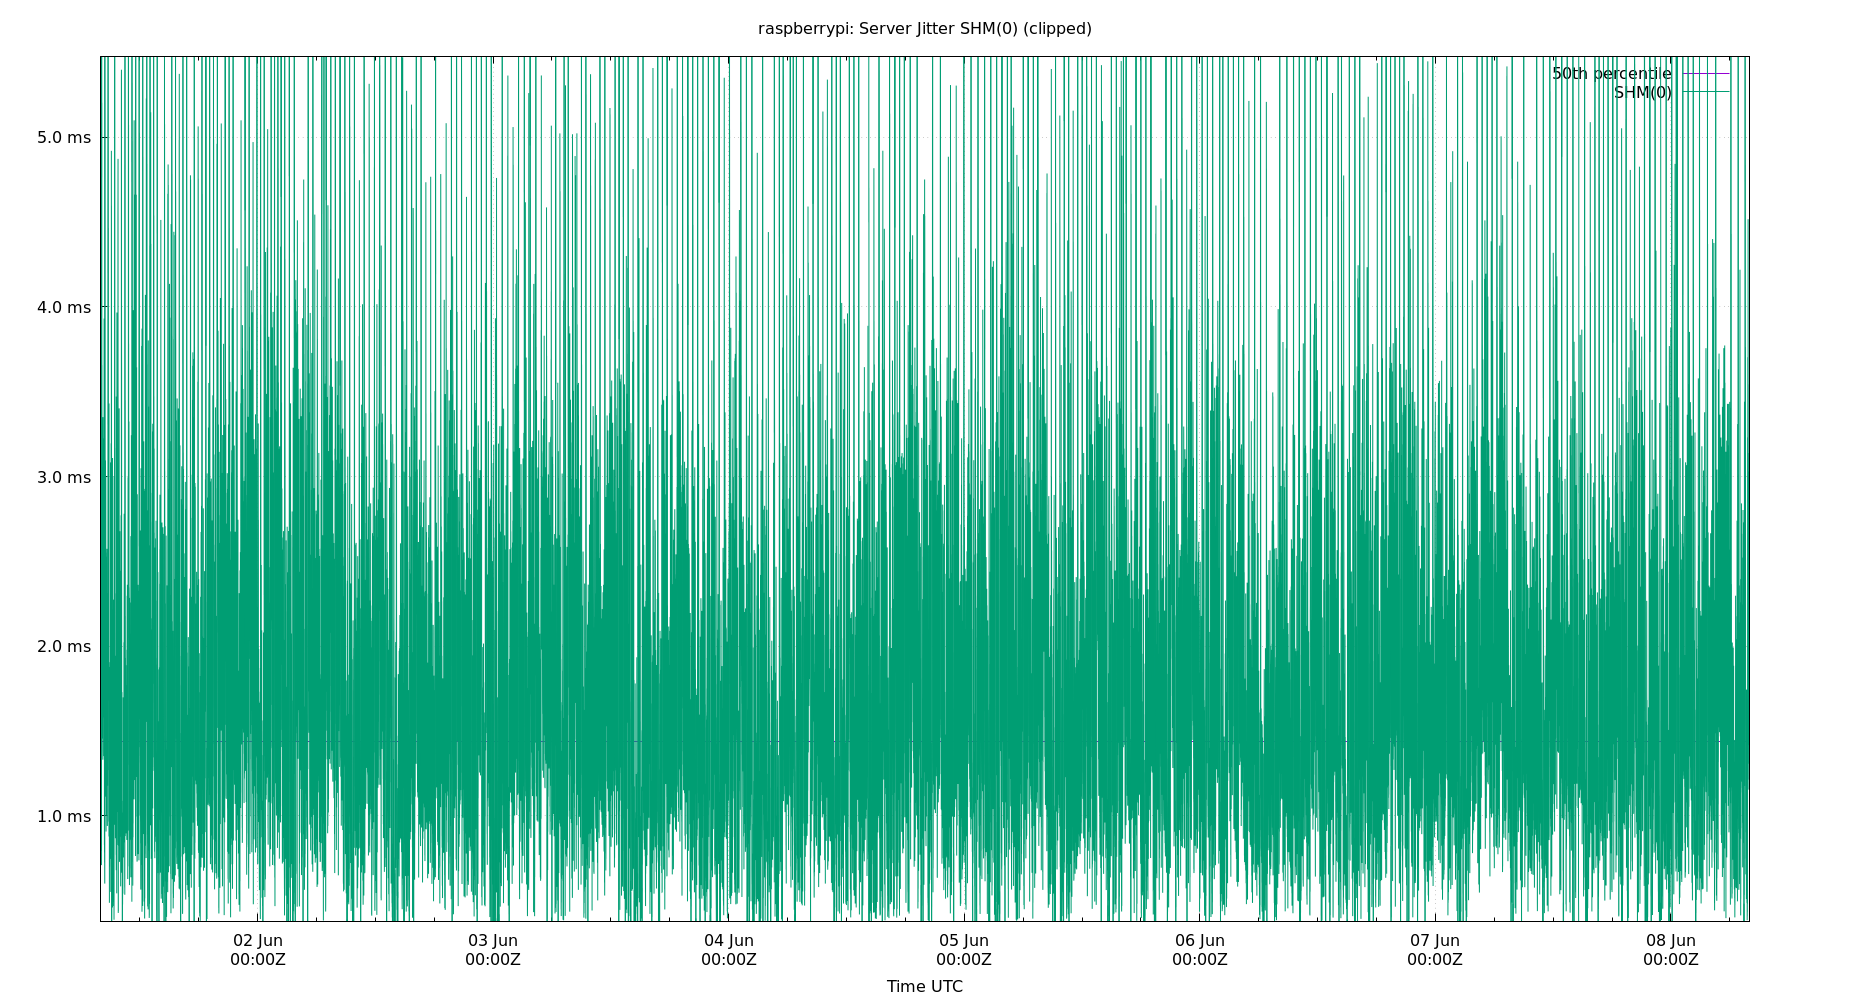 raspberrypi: Server Jitter SHM(0) (clipped)
50th percentile
SHM(0)
5.0 ms
4.0 ms
3.0 ms
2.0 ms
1.0 ms
02 Jun 03 Jun 04 Jun 05 Jun 06 Jun 07 Jun 08 Jun
00:00Z 00:00Z 00:00Z 00:00Z 00:00Z 00:00Z 00:00Z
Time UTC